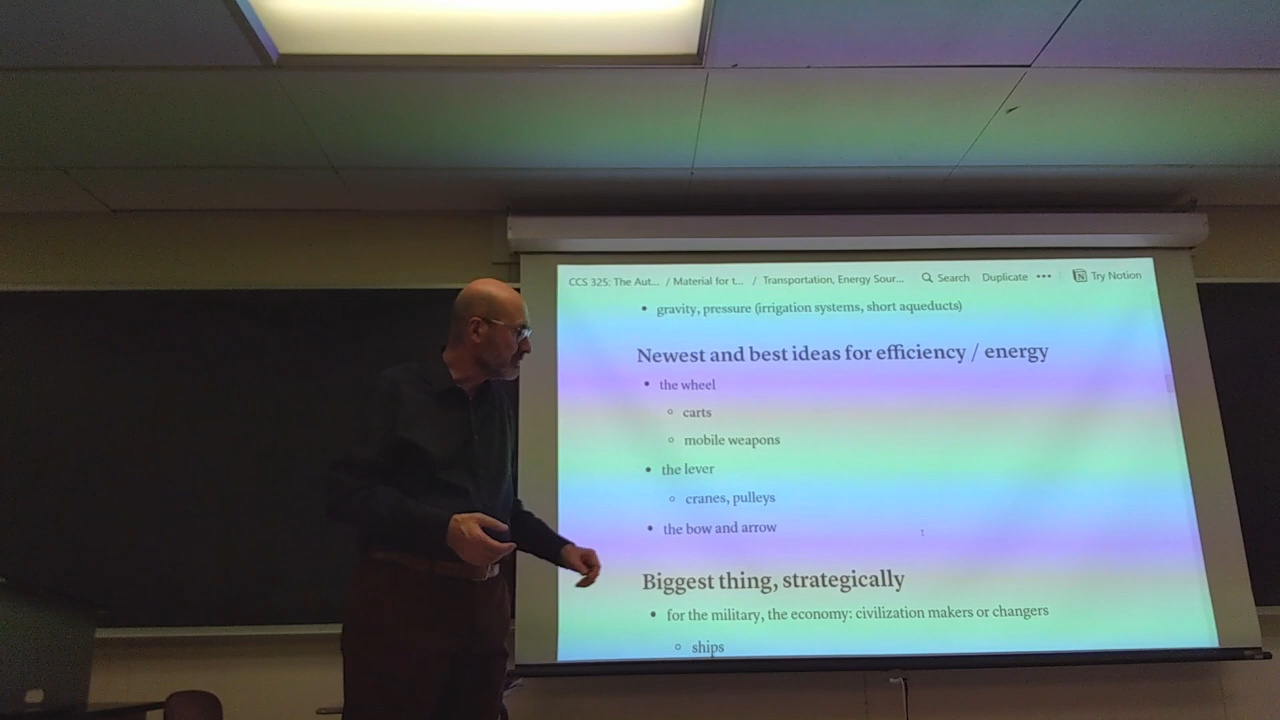 CCS 325: The Aut... / Material for t... / Transportation, Energy Sour... Search Duplicate ••• Try Notion
• gravity, pressure (irrigation systems, short aqueducts)
Newest and best ideas for efficiency / energy
• the wheel
◦ carts
◦ mobile weapons
• the lever
◦ cranes, pulleys
• the bow and arrow
Biggest thing, strategically
• for the military, the economy: civilization makers or changers
◦ ships